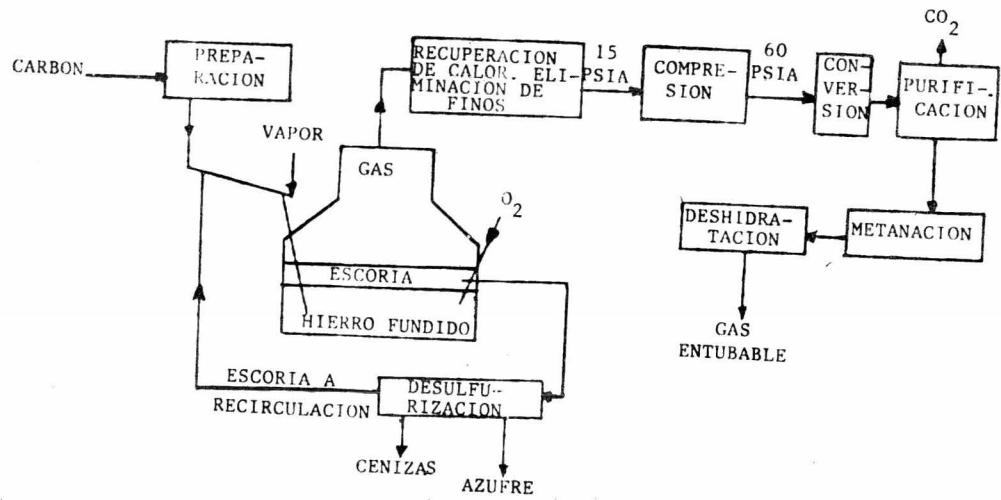 CARBON
PREPA-
RACION
VAPOR
RECUPERACION
DE CALOR. ELI-
MINACION DE
FINOS
15
PSIA
COMPRE-
SION
60
PSIA
CON-
VER-
SION
CO2
PURIFI-
CACION
GAS
O2
ESCORIA
HIERRO FUNDIDO
DESHIDRA-
TACION
METANACION
GAS
ENTUBABLE
ESCORIA A
RECIRCULACION
DESULFU-
RIZACION
CENIZAS
AZUFRE